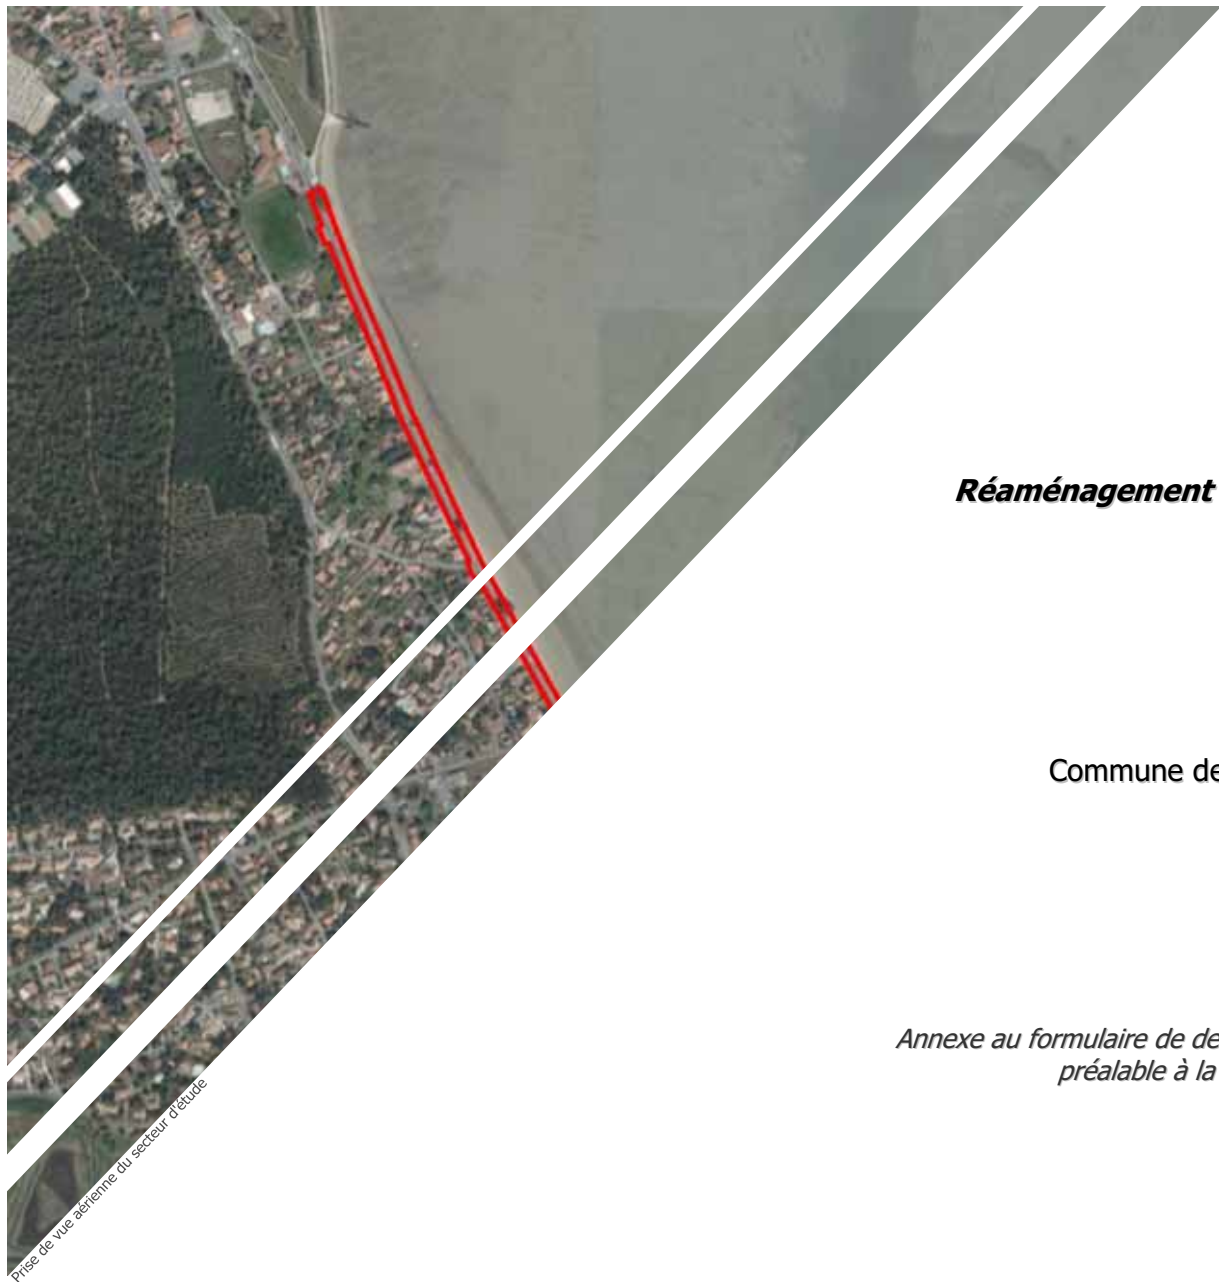 Réaménagement
Commune de
Annexe au formulaire de de
préalable à la
Prise de vue aérienne du secteur d'étude